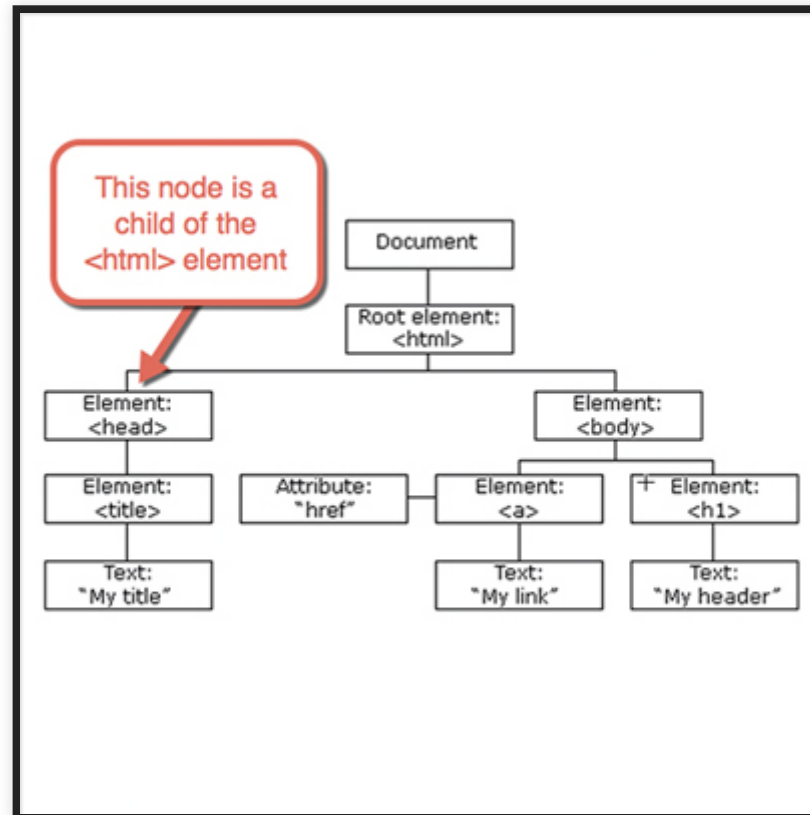 This node is a
child of the
<html> element
Document
Root element:
<html>
Element:
<head>
Element:
<body>
Element:
<title>
Attribute:
"href"
Element:
<a>
Element:
<h1>
Text:
"My title"
Text:
"My link"
Text:
"My header"